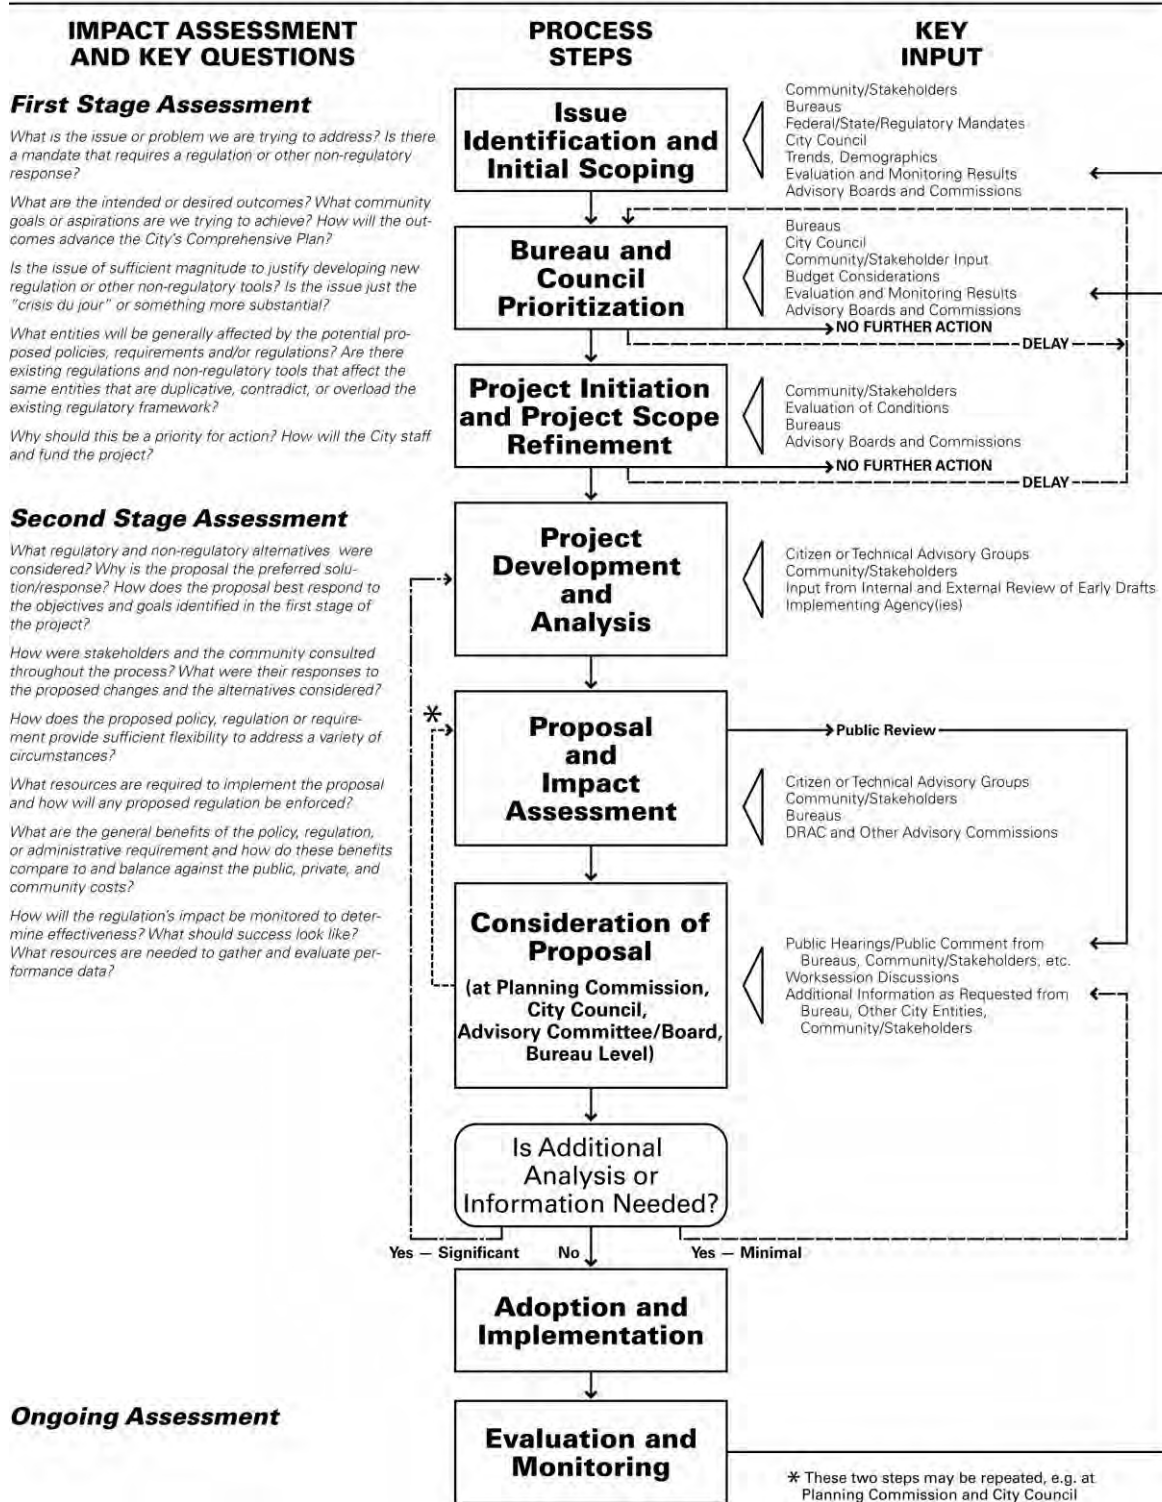 IMPACT ASSESSMENT
AND KEY QUESTIONS
First Stage Assessment
What is the issue or problem we are trying to address? Is there
a mandate that requires a regulation or other non-regulatory
response?
What are the intended or desired outcomes? What community
goals or aspirations are we trying to achieve? How will the out-
comes advance the City's Comprehensive Plan?
Is the issue of sufficient magnitude to justify developing new
regulation or other non-regulatory tools? Is the issue just the
"crisis du jour" or something more substantial?
What entities will be generally affected by the potential pro-
posed policies, requirements and/or regulations? Are there
existing regulations and non-regulatory tools that affect the
same entities that are duplicative, contradict, or overload the
existing regulatory framework?
Why should this be a priority for action? How will the City staff
and fund the project?
Second Stage Assessment
What regulatory and non-regulatory alternatives were
considered? Why is the proposal the preferred solu-
tion/response? How does the proposal best respond to
the objectives and goals identified in the first stage of
the project?
How were stakeholders and the community consulted
throughout the process? What were their responses to
the proposed changes and the alternatives considered?
How does the proposed policy, regulation or require-
ment provide sufficient flexibility to address a variety of
circumstances?
What resources are required to implement the proposal
and how will any proposed regulation be enforced?
What are the general benefits of the policy, regulation,
or administrative requirement and how do these benefits
compare to and balance against the public, private, and
community costs?
How will the regulation's impact be monitored to deter-
mine effectiveness? What should success look like?
What resources are needed to gather and evaluate per-
formance data?
Ongoing Assessment
PROCESS
STEPS
Issue
Identification and
Initial Scoping
Bureau and
Council
Prioritization
Project Initiation
and Project Scope
Refinement
Project
Development
and
Analysis
*
Proposal
and
Impact
Assessment
Consideration of
Proposal
(at Planning Commission,
City Council,
Advisory Committee/Board,
Bureau Level)
Is Additional
Analysis or
Information Needed?
Yes — Significant
No
Yes — Minimal
Adoption and
Implementation
Evaluation and
Monitoring
KEY
INPUT
Community/Stakeholders
Bureaus
Federal/State/Regulatory Mandates
City Council
Trends, Demographics
Evaluation and Monitoring Results
Advisory Boards and Commissions
Bureaus
City Council
Community/Stakeholder Input
Budget Considerations
Evaluation and Monitoring Results
Advisory Boards and Commissions
NO FURTHER ACTION
DELAY
Community/Stakeholders
Evaluation of Conditions
Bureaus
Advisory Boards and Commissions
NO FURTHER ACTION
DELAY
Citizen or Technical Advisory Groups
Community/Stakeholders
Input from Internal and External Review of Early Drafts
Implementing Agency(ies)
Public Review
Citizen or Technical Advisory Groups
Community/Stakeholders
Bureaus
DRAC and Other Advisory Commissions
Public Hearings/Public Comment from
Bureaus, Community/Stakeholders, etc.
Worksession Discussions
Additional Information as Requested from
Bureau, Other City Entities,
Community/Stakeholders
* These two steps may be repeated, e.g. at
Planning Commission and City Council